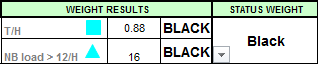 WEIGHT RESULTS STATUS WEIGHT
T/H 0.88 BLACK
Black
NB load > 12/H 16 BLACK